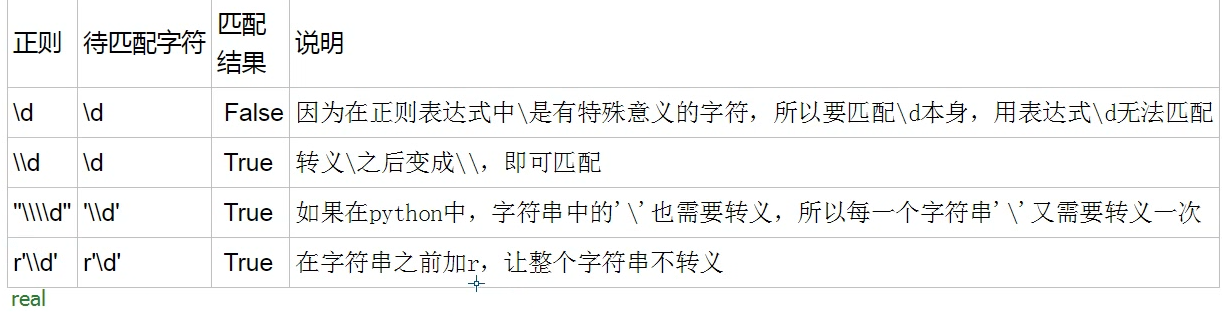 正则 待匹配字符 匹配结果 说明
\d \d False 因为在正则表达式中\是有特殊意义的字符，所以要匹配\d本身，用表达式\d无法匹配
\\d \d True 转义\之后变成\\，即可匹配
"\\\\d" '\\d' True 如果在python中，字符串中的'\'也需要转义，所以每一个字符串'\'又需要转义一次
r'\\d' r'\d' True 在字符串之前加r，让整个字符串不转义
real